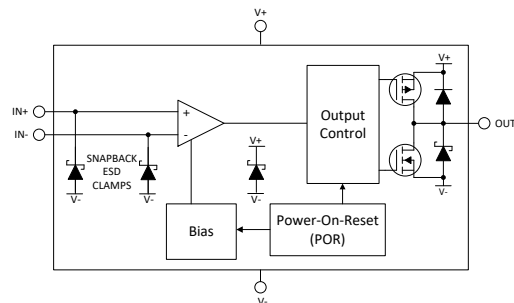 V+
IN+
IN-
+
-
SNAPBACK
ESD
CLAMPS
V-
V-
V+
V-
Output
Control
V+
V-
OUT
Bias
Power-On-Reset
(POR)
V-